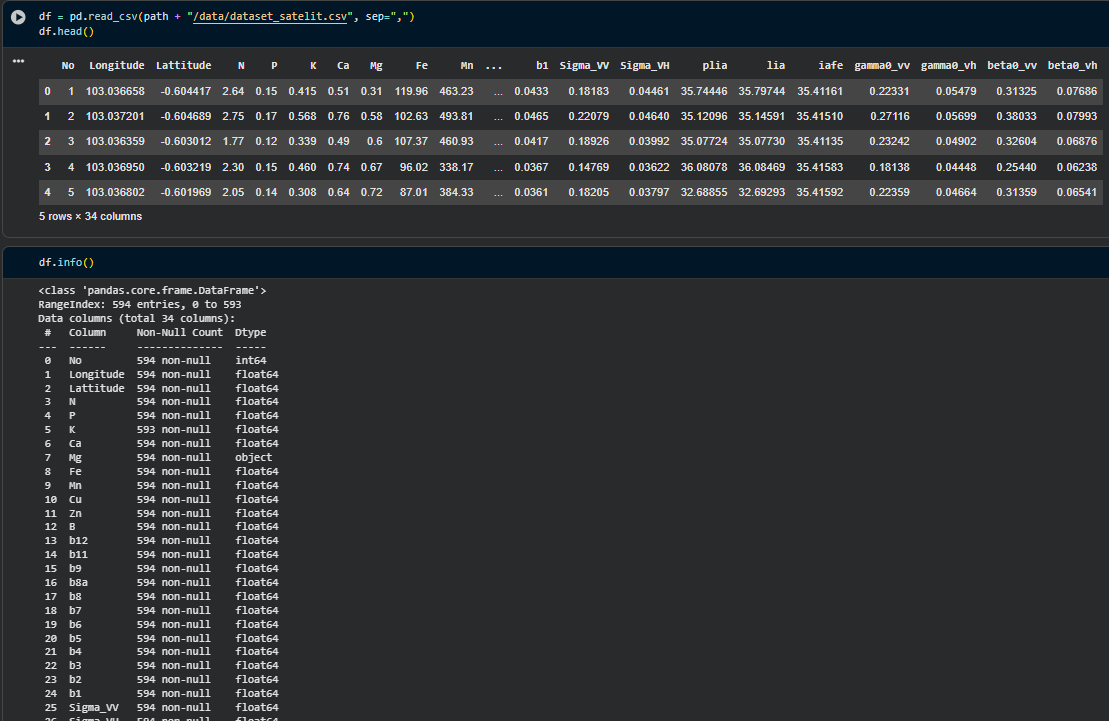 df = pd.read_csv(path + "/data/dataset_satelit.csv", sep=",")
df.head()
No Longitude Lattitude N P K Ca Mg Fe Mn ... b1 Sigma_VV Sigma_VH plia lia iafe gamma0_vv gamma0_vh beta0_vv beta0_vh
0 1 103.036658 -0.604417 2.64 0.15 0.415 0.51 0.31 119.96 463.23 ... 0.0433 0.18183 0.04461 35.74446 35.79744 35.41161 0.22331 0.05479 0.31325 0.07686
1 2 103.037201 -0.604689 2.75 0.17 0.568 0.76 0.58 102.63 493.81 ... 0.0465 0.22079 0.04640 35.12096 35.14591 35.41510 0.27116 0.05699 0.38033 0.07993
2 3 103.036359 -0.603012 1.77 0.12 0.339 0.49 0.6 107.37 460.93 ... 0.0417 0.18926 0.03992 35.07724 35.07730 35.41135 0.23242 0.04902 0.32604 0.06876
3 4 103.036950 -0.603219 2.30 0.15 0.460 0.74 0.67 96.02 338.17 ... 0.0367 0.14769 0.03622 36.08078 36.08469 35.41583 0.18138 0.04448 0.25440 0.06238
4 5 103.036802 -0.601969 2.05 0.14 0.308 0.64 0.72 87.01 384.33 ... 0.0361 0.18205 0.03797 32.68855 32.69293 35.41592 0.22359 0.04664 0.31359 0.06541
5 rows × 34 columns
df.info()
<class 'pandas.core.frame.DataFrame'>
RangeIndex: 594 entries, 0 to 593
Data columns (total 34 columns):
# Column Non-Null Count Dtype
--- ------ -------------- -----
0 No 594 non-null int64
1 Longitude 594 non-null float64
2 Lattitude 594 non-null float64
3 N 594 non-null float64
4 P 594 non-null float64
5 K 593 non-null float64
6 Ca 594 non-null float64
7 Mg 594 non-null object
8 Fe 594 non-null float64
9 Mn 594 non-null float64
10 Cu 594 non-null float64
11 Zn 594 non-null float64
12 B 594 non-null float64
13 b12 594 non-null float64
14 b11 594 non-null float64
15 b9 594 non-null float64
16 b8a 594 non-null float64
17 b8 594 non-null float64
18 b7 594 non-null float64
19 b6 594 non-null float64
20 b5 594 non-null float64
21 b4 594 non-null float64
22 b3 594 non-null float64
23 b2 594 non-null float64
24 b1 594 non-null float64
25 Sigma_VV 594 non-null float64
26 Sigma_VH 594 non-null float64